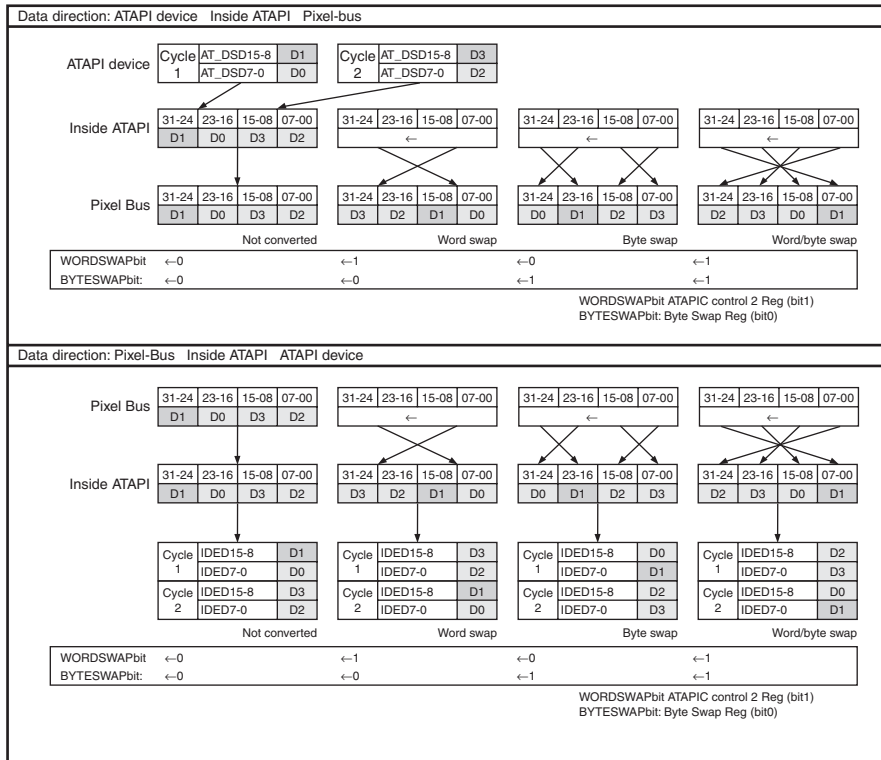 Data direction: ATAPI device Inside ATAPI Pixel-bus
ATAPI device
Cycle 1 AT_DSD15-8 D1
AT_DSD7-0 D0
Cycle 2 AT_DSD15-8 D3
AT_DSD7-0 D2
Inside ATAPI
31-24 23-16 15-08 07-00 31-24 23-16 15-08 07-00 31-24 23-16 15-08 07-00 31-24 23-16 15-08 07-00
D1 D0 D3 D2 ← ← ←
Pixel Bus
31-24 23-16 15-08 07-00 31-24 23-16 15-08 07-00 31-24 23-16 15-08 07-00 31-24 23-16 15-08 07-00
D1 D0 D3 D2 D3 D2 D1 D0 D0 D1 D2 D3 D2 D3 D0 D1
Not converted Word swap Byte swap Word/byte swap
WORDSWAPbit ←0 ←1 ←0 ←1
BYTESWAPbit: ←0 ←0 ←1 ←1
WORDSWAPbit ATAPIC control 2 Reg (bit1)
BYTESWAPbit: Byte Swap Reg (bit0)
Data direction: Pixel-Bus Inside ATAPI ATAPI device
Pixel Bus
31-24 23-16 15-08 07-00 31-24 23-16 15-08 07-00 31-24 23-16 15-08 07-00 31-24 23-16 15-08 07-00
D1 D0 D3 D2 ← ← ←
Inside ATAPI
31-24 23-16 15-08 07-00 31-24 23-16 15-08 07-00 31-24 23-16 15-08 07-00 31-24 23-16 15-08 07-00
D1 D0 D3 D2 D3 D2 D1 D0 D0 D1 D2 D3 D2 D3 D0 D1
Cycle 1 IDED15-8 D1 Cycle 1 IDED15-8 D3 Cycle 1 IDED15-8 D0 Cycle 1 IDED15-8 D2
IDED7-0 D0 IDED7-0 D2 IDED7-0 D1 IDED7-0 D3
Cycle 2 IDED15-8 D3 Cycle 2 IDED15-8 D1 Cycle 2 IDED15-8 D2 Cycle 2 IDED15-8 D0
IDED7-0 D2 IDED7-0 D0 IDED7-0 D3 IDED7-0 D1
Not converted Word swap Byte swap Word/byte swap
WORDSWAPbit ←0 ←1 ←0 ←1
BYTESWAPbit: ←0 ←0 ←1 ←1
WORDSWAPbit ATAPIC control 2 Reg (bit1)
BYTESWAPbit: Byte Swap Reg (bit0)